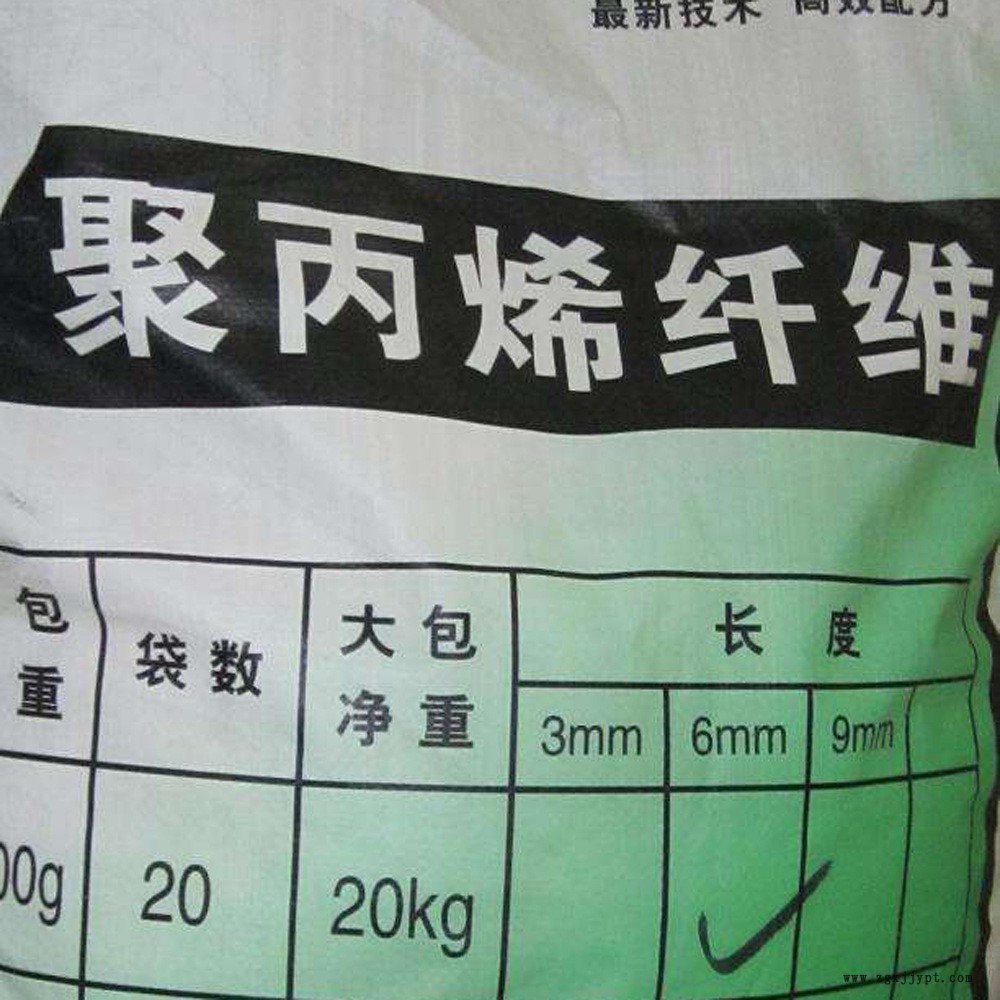 最新技术 高效配方
聚丙烯纤维
包重 袋数 大包净重 长度
3mm 6mm 9mm
00g 20 20kg ✓